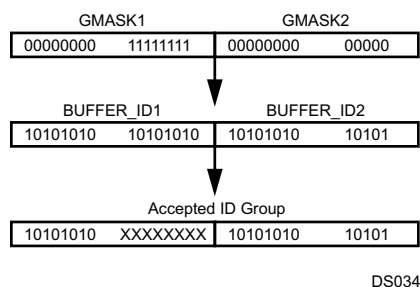 GMASK1 GMASK2
00000000 11111111 00000000 00000
BUFFER_ID1 BUFFER_ID2
10101010 10101010 10101010 10101
Accepted ID Group
10101010 XXXXXXXX 10101010 10101
DS034